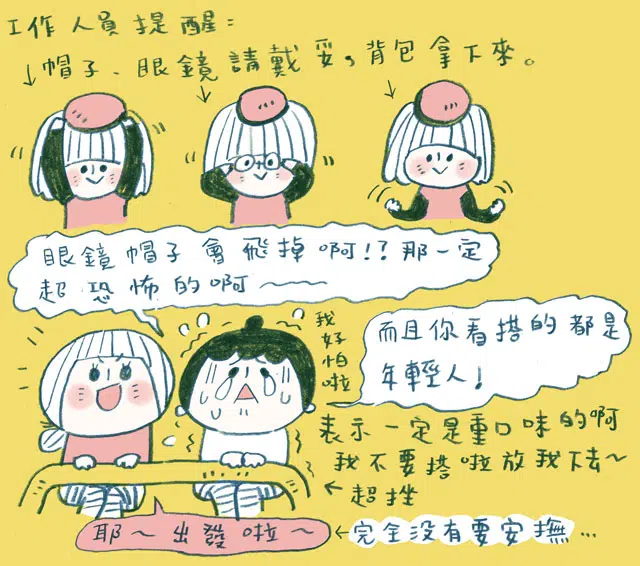 工作人員提醒:
↓帽子、眼鏡請戴妥,背包拿下來。
眼鏡帽子會飛掉啊!?那一定
超恐怖的啊~~
我好怕啦
而且你看搭的都是
年輕人!
表示一定是重口味的啊
我不要搭啦放我下去~
←超挫
耶~出發啦~
←完全沒有要安撫…